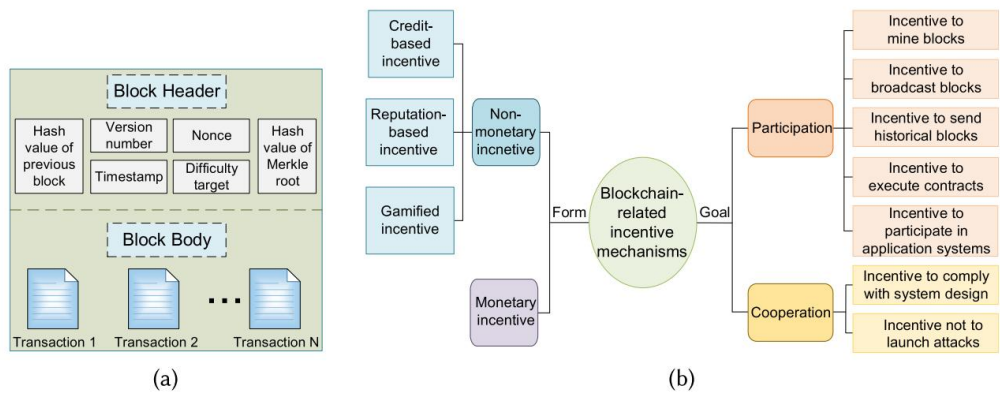 Block Header
Hash
value of
previous
block
Version
number
Nonce
Hash
value of
Merkle
root
Timestamp
Difficulty
target
Block Body
Transaction 1
Transaction 2
Transaction N
(a)
Credit-
based
incentive
Reputation-
based
incentive
Gamified
incentive
Non-
monetary
incnetive
Monetary
incentive
Form
Blockchain-
related
incentive
mechanisms
Goal
Participation
Cooperation
Incentive to
mine blocks
Incentive to
broadcast blocks
Incentive to send
historical blocks
Incentive to
execute contracts
Incentive to
participate in
application systems
Incentive to comply
with system design
Incentive not to
launch attacks
(b)